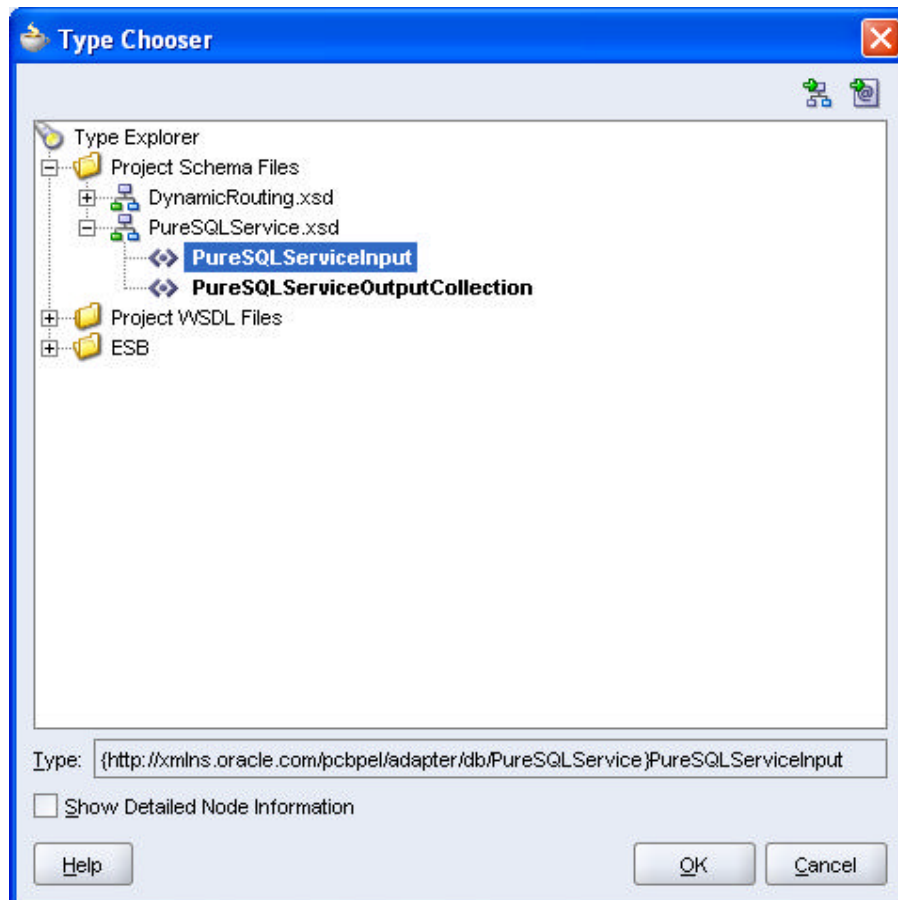 Type Chooser
Type Explorer
Project Schema Files
DynamicRouting.xsd
PureSQLService.xsd
PureSQLServiceInput
PureSQLServiceOutputCollection
Project WSDL Files
ESB
Type: {http://xmlns.oracle.com/pcbpel/adapter/db/PureSQLService}PureSQLServiceInput
Show Detailed Node Information
Help OK Cancel